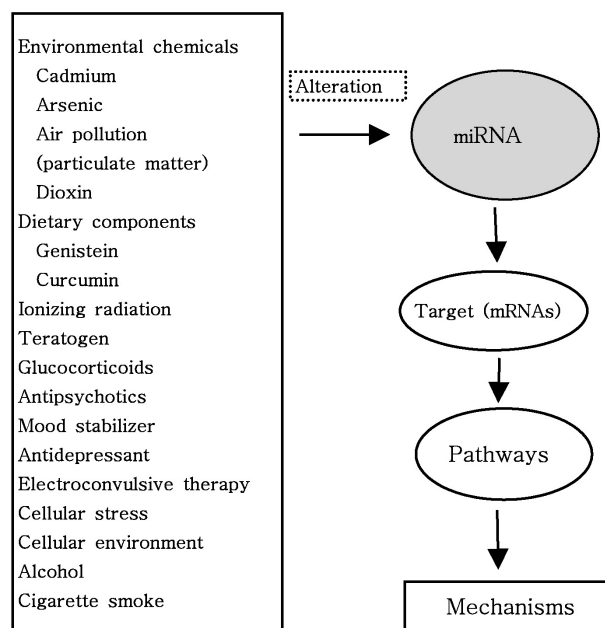 Environmental chemicals
Cadmium
Arsenic
Air pollution
(particulate matter)
Dioxin
Dietary components
Genistein
Curcumin
Ionizing radiation
Teratogen
Glucocorticoids
Antipsychotics
Mood stabilizer
Antidepressant
Electroconvulsive therapy
Cellular stress
Cellular environment
Alcohol
Cigarette smoke
Alteration
miRNA
Target (mRNAs)
Pathways
Mechanisms